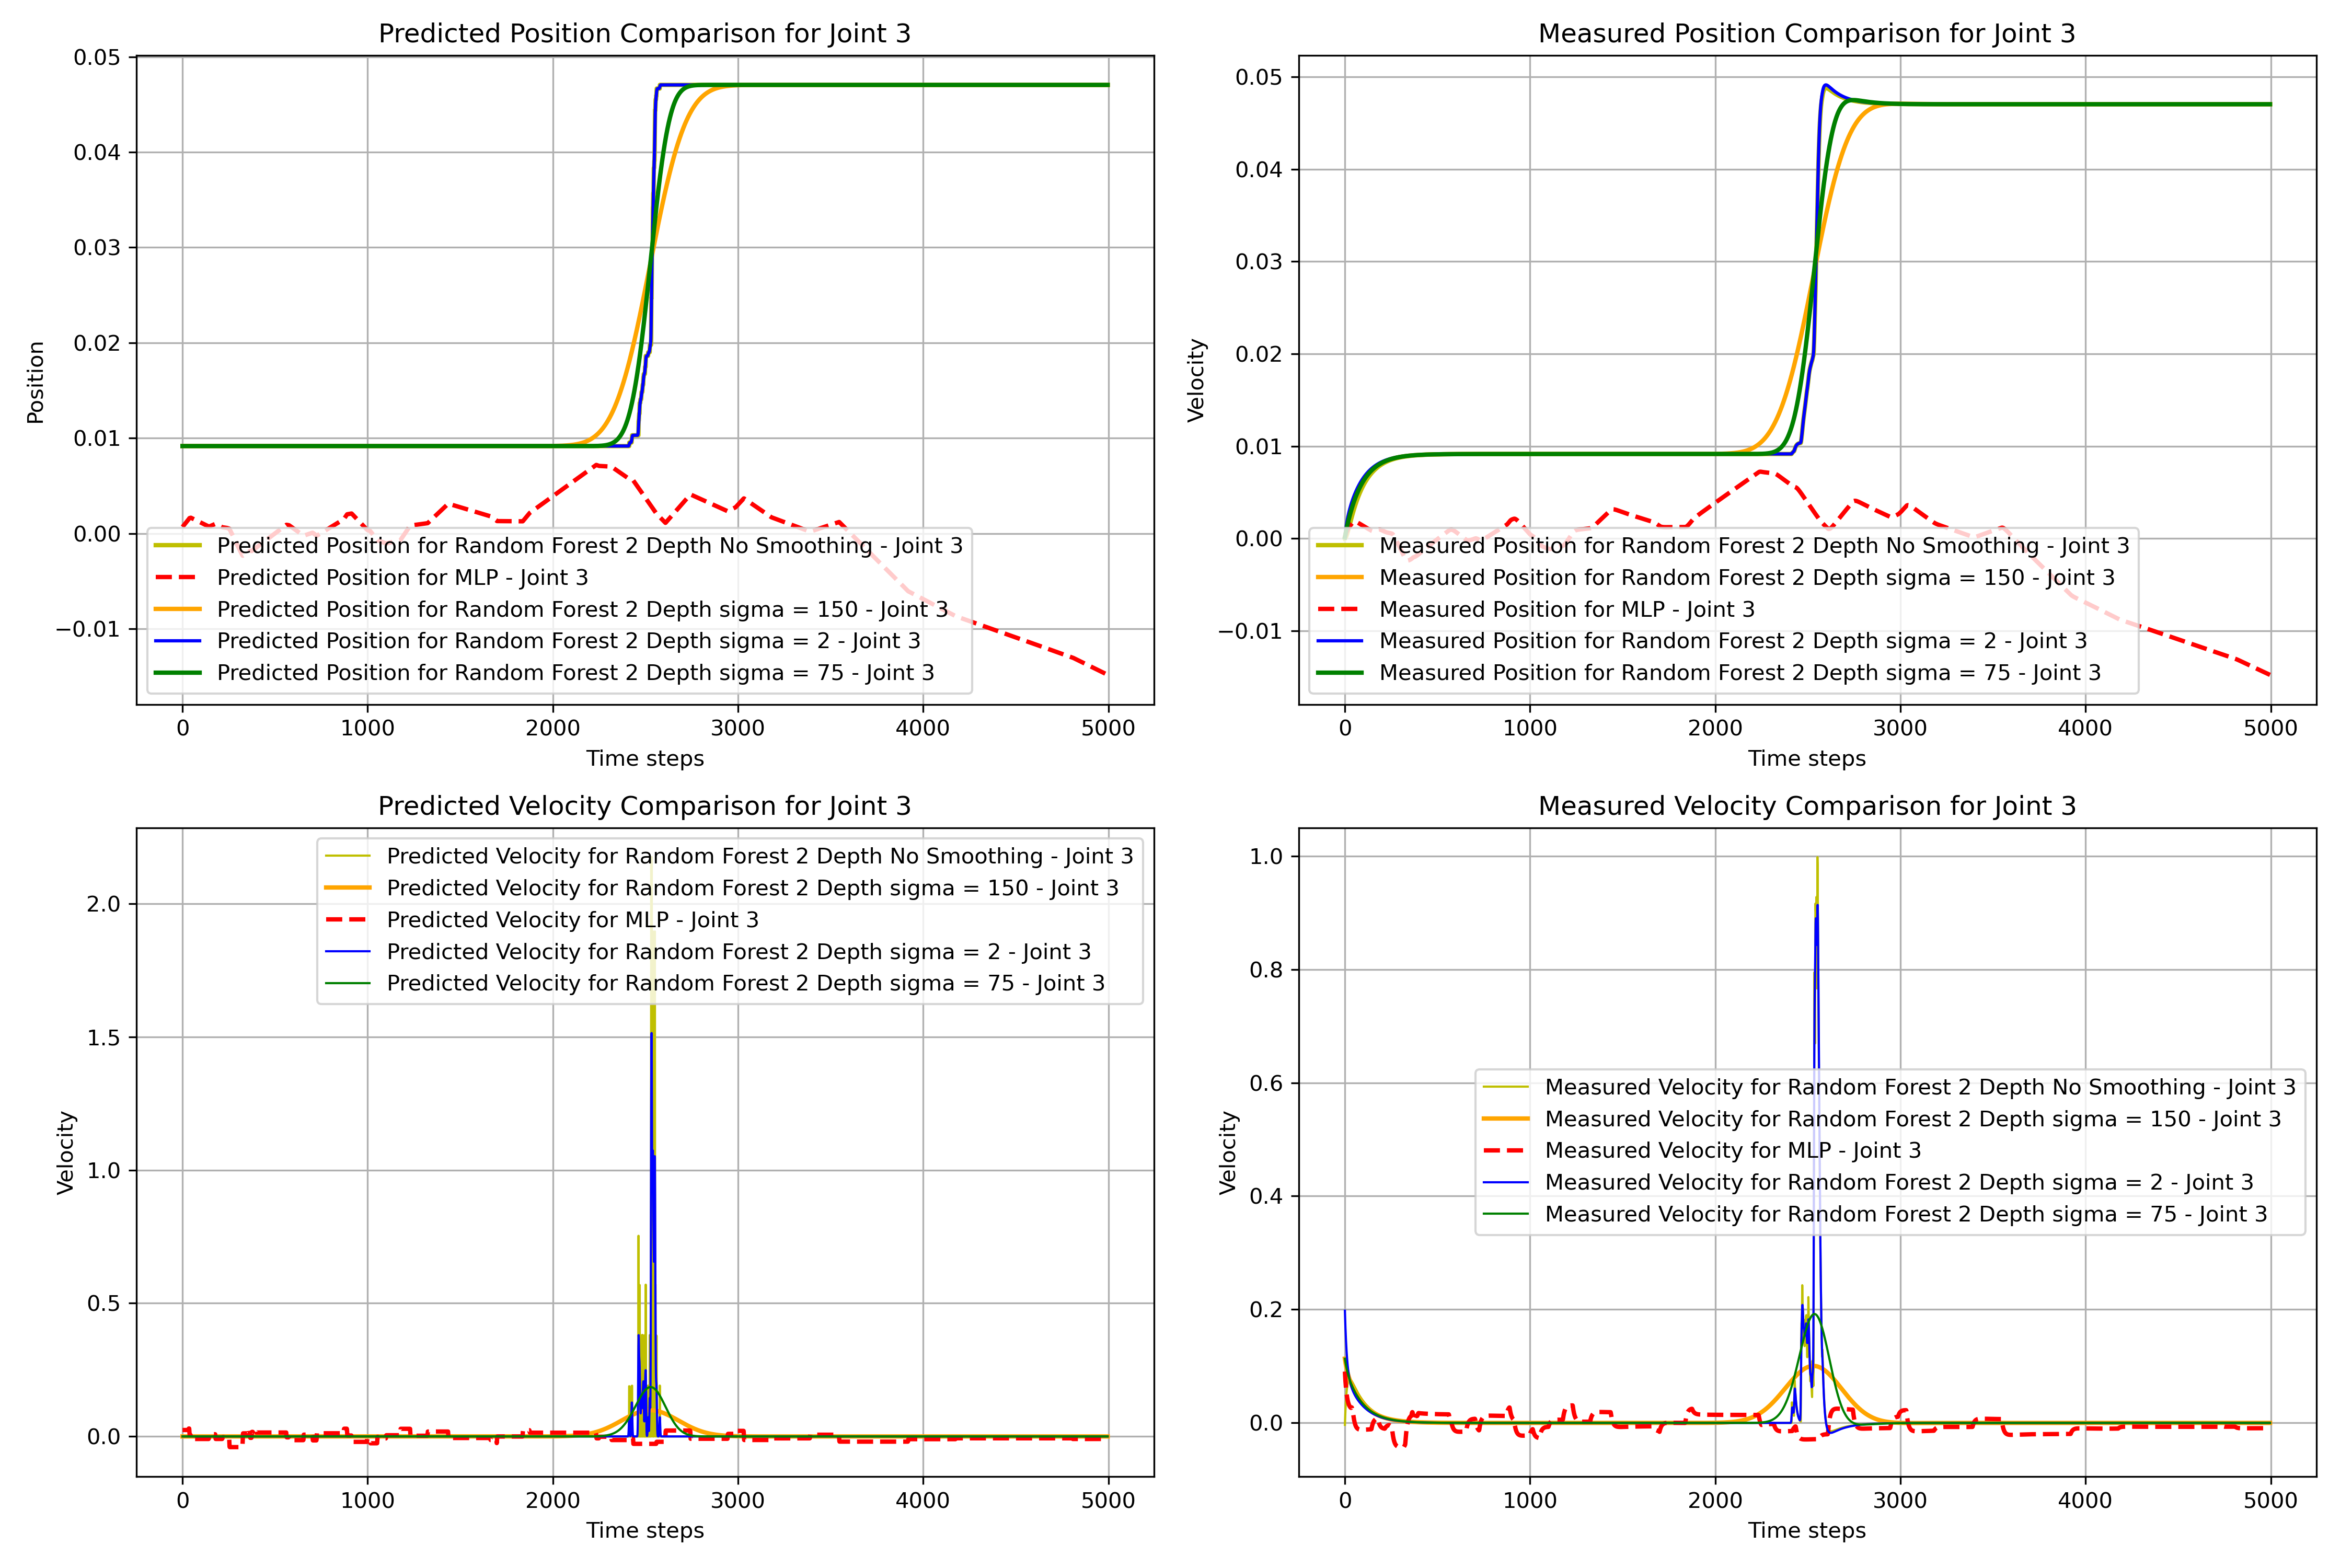 Predicted Position Comparison for Joint 3
Position
0.05
0.04
0.03
0.02
0.01
0.00
−0.01
Predicted Position for Random Forest 2 Depth No Smoothing - Joint 3
Predicted Position for MLP - Joint 3
Predicted Position for Random Forest 2 Depth sigma = 150 - Joint 3
Predicted Position for Random Forest 2 Depth sigma = 2 - Joint 3
Predicted Position for Random Forest 2 Depth sigma = 75 - Joint 3
0 1000 2000 3000 4000 5000
Time steps
Measured Position Comparison for Joint 3
Velocity
0.05
0.04
0.03
0.02
0.01
0.00
−0.01
Measured Position for Random Forest 2 Depth No Smoothing - Joint 3
Measured Position for Random Forest 2 Depth sigma = 150 - Joint 3
Measured Position for MLP - Joint 3
Measured Position for Random Forest 2 Depth sigma = 2 - Joint 3
Measured Position for Random Forest 2 Depth sigma = 75 - Joint 3
0 1000 2000 3000 4000 5000
Time steps
Predicted Velocity Comparison for Joint 3
Velocity
2.0
1.5
1.0
0.5
0.0
Predicted Velocity for Random Forest 2 Depth No Smoothing - Joint 3
Predicted Velocity for Random Forest 2 Depth sigma = 150 - Joint 3
Predicted Velocity for MLP - Joint 3
Predicted Velocity for Random Forest 2 Depth sigma = 2 - Joint 3
Predicted Velocity for Random Forest 2 Depth sigma = 75 - Joint 3
0 1000 2000 3000 4000 5000
Time steps
Measured Velocity Comparison for Joint 3
Velocity
1.0
0.8
0.6
0.4
0.2
0.0
Measured Velocity for Random Forest 2 Depth No Smoothing - Joint 3
Measured Velocity for Random Forest 2 Depth sigma = 150 - Joint 3
Measured Velocity for MLP - Joint 3
Measured Velocity for Random Forest 2 Depth sigma = 2 - Joint 3
Measured Velocity for Random Forest 2 Depth sigma = 75 - Joint 3
0 1000 2000 3000 4000 5000
Time steps